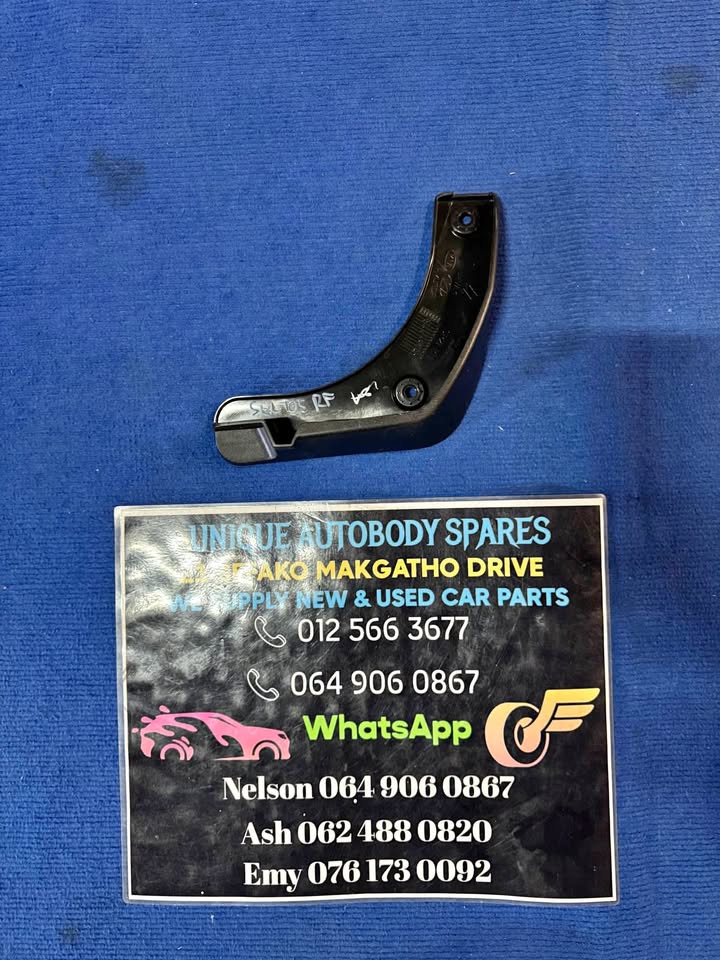 SELTOS RF
UNIQUE AUTOBODY SPARES
MAKGATHO DRIVE
SUPPLY NEW & USED CAR PARTS
012 566 3677
064 906 0867
WhatsApp
Nelson 064 906 0867
Ash 062 488 0820
Emy 076 173 0092